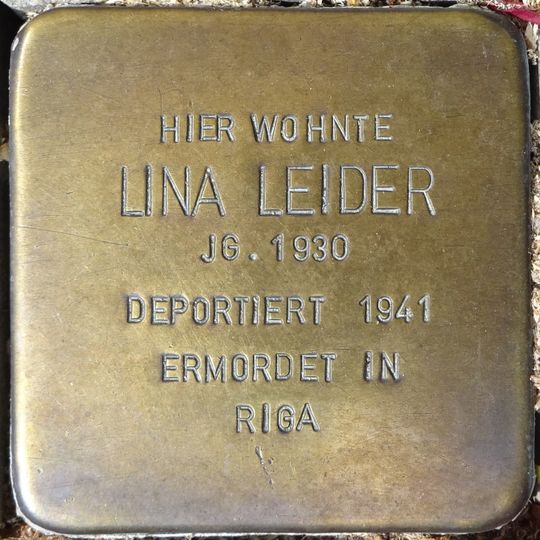 HIER WOHNTE
LINA LEIDER
JG. 1930
DEPORTIERT 1941
ERMORDET IN
RIGA